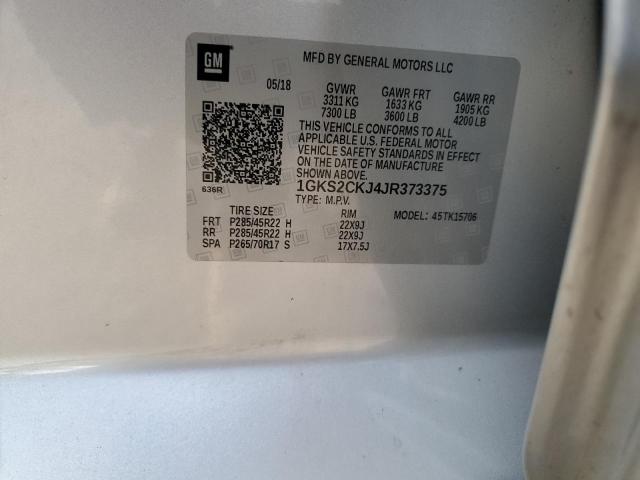 GM
MFD BY GENERAL MOTORS LLC
05/18 GVWR GAWR FRT GAWR RR
3311 KG 1633 KG 1905 KG
7300 LB 3600 LB 4200 LB
THIS VEHICLE CONFORMS TO ALL
APPLICABLE U.S. FEDERAL MOTOR
VEHICLE SAFETY STANDARDS IN EFFECT
ON THE DATE OF MANUFACTURE
SHOWN ABOVE.
636R 1GKS2CKJ4JR373375
TYPE: M.P.V. MODEL: 45TK15706
TIRE SIZE RIM
FRT P285/45R22 H 22X9J
RR P285/45R22 H 22X9J
SPA P265/70R17 S 17X7.5J